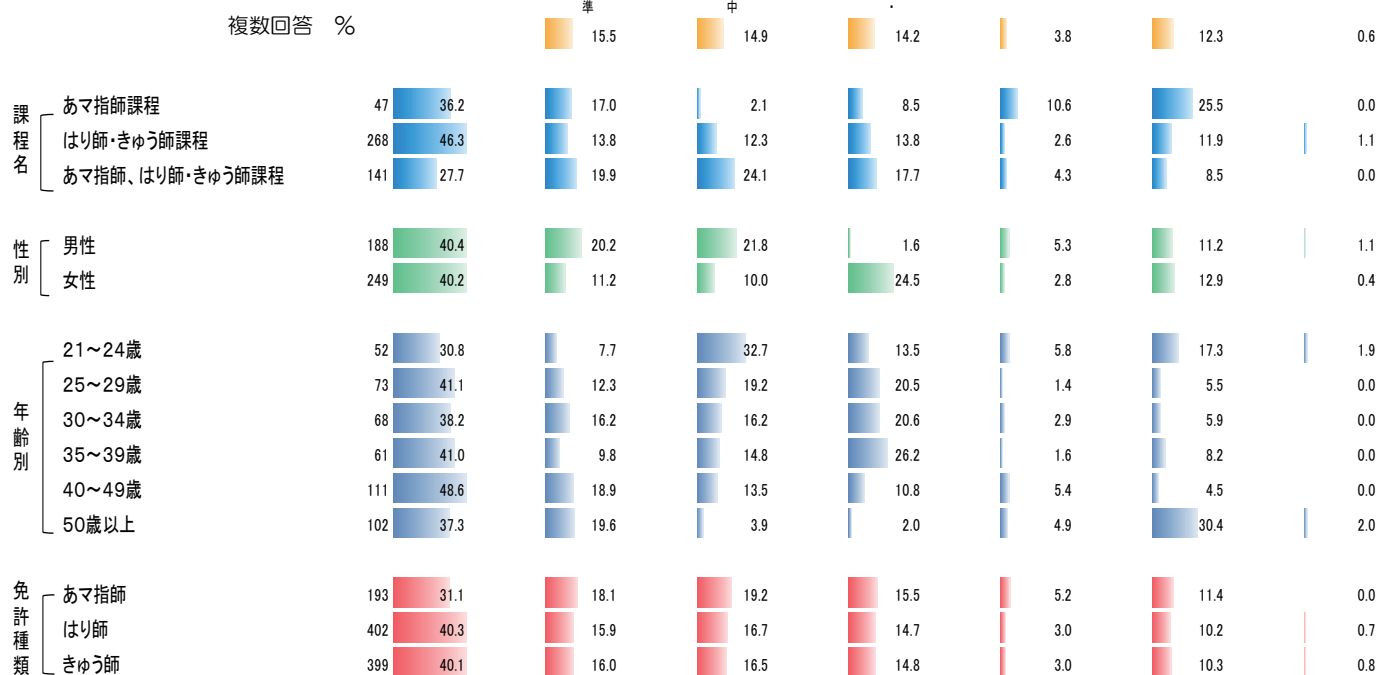 準 中 ・
複数回答 %
15.5 14.9 14.2 3.8 12.3 0.6
課程名
あマ指師課程 47 36.2 17.0 2.1 8.5 10.6 25.5 0.0
はり師・きゅう師課程 268 46.3 13.8 12.3 13.8 2.6 11.9 1.1
あマ指師、はり師・きゅう師課程 141 27.7 19.9 24.1 17.7 4.3 8.5 0.0
性別
男性 188 40.4 20.2 21.8 1.6 5.3 11.2 1.1
女性 249 40.2 11.2 10.0 24.5 2.8 12.9 0.4
年齢別
21〜24歳 52 30.8 7.7 32.7 13.5 5.8 17.3 1.9
25〜29歳 73 41.1 12.3 19.2 20.5 1.4 5.5 0.0
30〜34歳 68 38.2 16.2 16.2 20.6 2.9 5.9 0.0
35〜39歳 61 41.0 9.8 14.8 26.2 1.6 8.2 0.0
40〜49歳 111 48.6 18.9 13.5 10.8 5.4 4.5 0.0
50歳以上 102 37.3 19.6 3.9 2.0 4.9 30.4 2.0
免許種類
あマ指師 193 31.1 18.1 19.2 15.5 5.2 11.4 0.0
はり師 402 40.3 15.9 16.7 14.7 3.0 10.2 0.7
きゅう師 399 40.1 16.0 16.5 14.8 3.0 10.3 0.8